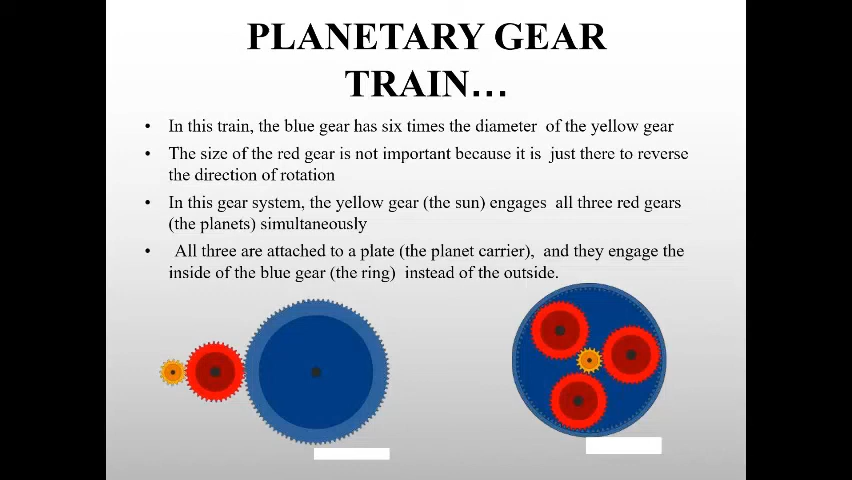 PLANETARY GEAR
TRAIN...
• In this train, the blue gear has six times the diameter of the yellow gear
• The size of the red gear is not important because it is just there to reverse
the direction of rotation
• In this gear system, the yellow gear (the sun) engages all three red gears
(the planets) simultaneously
• All three are attached to a plate (the planet carrier), and they engage the
inside of the blue gear (the ring) instead of the outside.